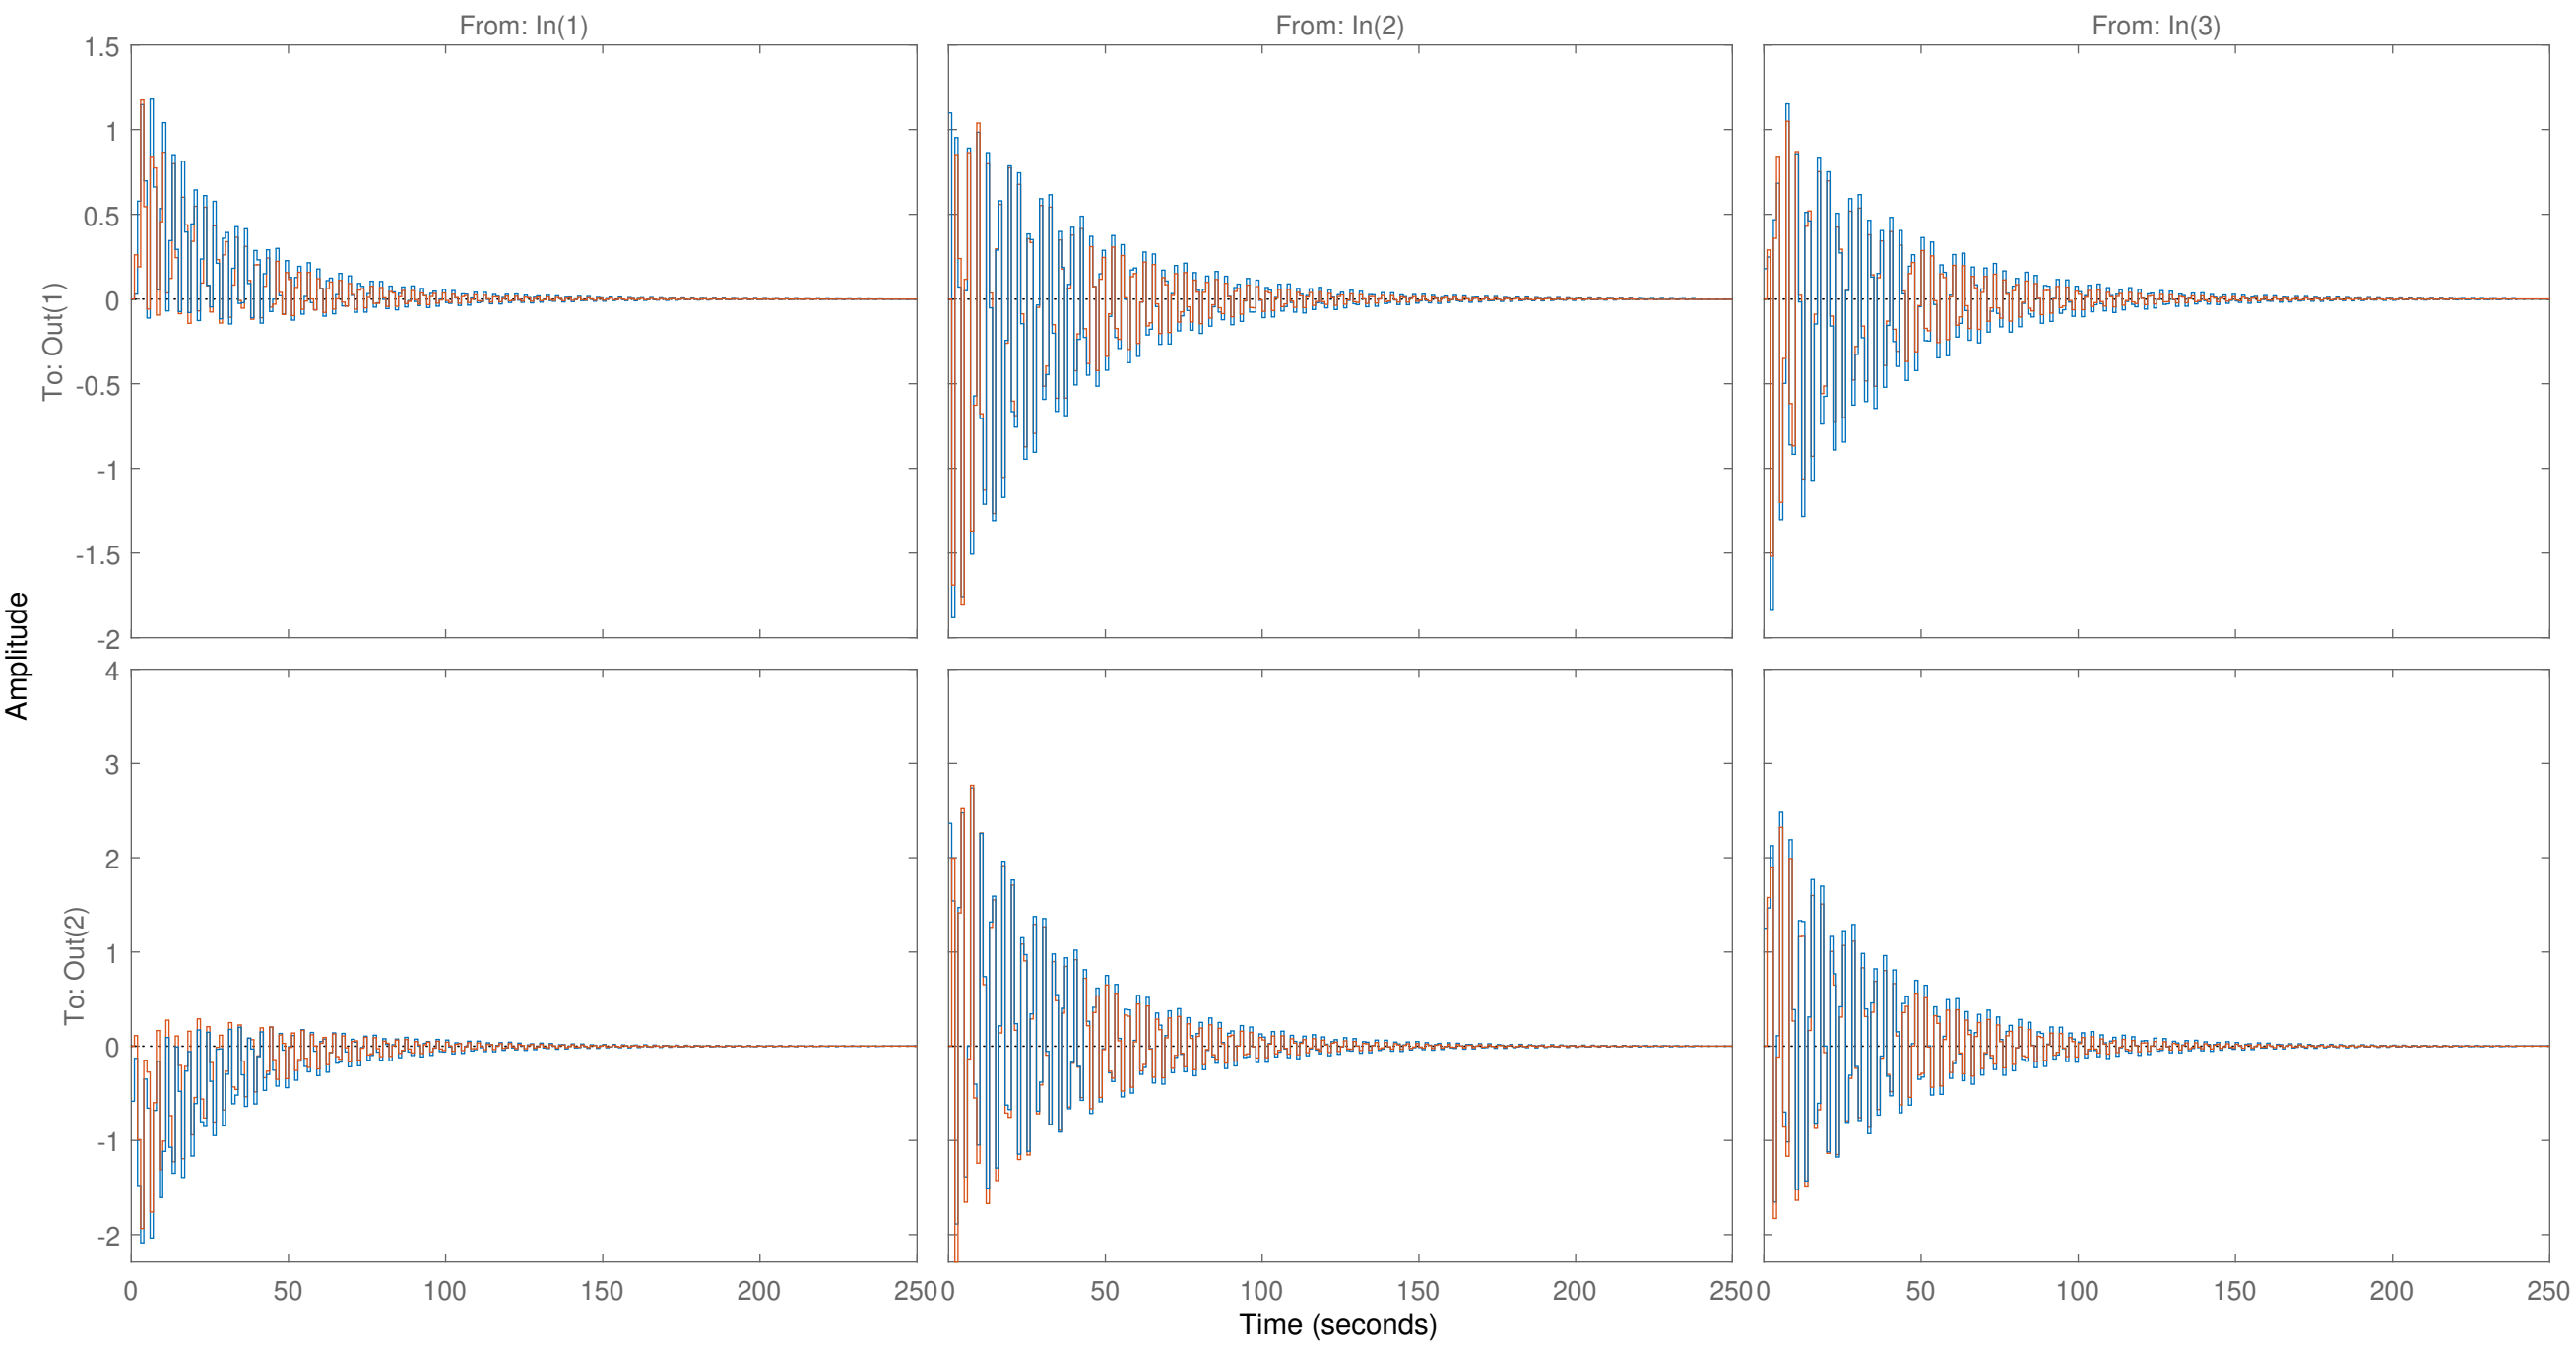 From: In(1)
From: In(2)
From: In(3)
Amplitude
To: Out(1)
1.5
1
0.5
0
-0.5
-1
-1.5
-2
To: Out(2)
4
3
2
1
0
-1
-2
0 50 100 150 200 250
0 50 100 150 200 250
0 50 100 150 200 250
Time (seconds)